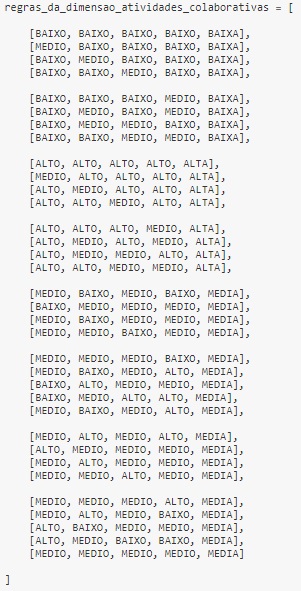 regras_da_dimensao_atividades_colaborativas = [
[BAIXO, BAIXO, BAIXO, BAIXO, BAIXA],
[MEDIO, BAIXO, BAIXO, BAIXO, BAIXA],
[BAIXO, MEDIO, BAIXO, BAIXO, BAIXA],
[BAIXO, BAIXO, MEDIO, BAIXO, BAIXA],
[BAIXO, BAIXO, BAIXO, MEDIO, BAIXA],
[MEDIO, BAIXO, MEDIO, BAIXO, BAIXA],
[BAIXO, MEDIO, MEDIO, BAIXO, BAIXA],
[BAIXO, BAIXO, MEDIO, MEDIO, BAIXA],
[ALTO, ALTO, ALTO, ALTO, ALTA],
[MEDIO, ALTO, ALTO, ALTO, ALTA],
[ALTO, MEDIO, ALTO, ALTO, ALTA],
[ALTO, ALTO, MEDIO, ALTO, ALTA],
[ALTO, ALTO, ALTO, MEDIO, ALTA],
[ALTO, MEDIO, ALTO, MEDIO, ALTA],
[ALTO, MEDIO, MEDIO, ALTO, ALTA],
[ALTO, ALTO, MEDIO, MEDIO, ALTA],
[MEDIO, BAIXO, MEDIO, BAIXO, MEDIA],
[BAIXO, MEDIO, MEDIO, MEDIO, MEDIA],
[MEDIO, BAIXO, MEDIO, MEDIO, MEDIA],
[MEDIO, MEDIO, BAIXO, MEDIO, MEDIA],
[MEDIO, MEDIO, MEDIO, BAIXO, MEDIA],
[MEDIO, BAIXO, MEDIO, ALTO, MEDIA],
[BAIXO, ALTO, MEDIO, MEDIO, MEDIA],
[BAIXO, MEDIO, ALTO, ALTO, MEDIA],
[MEDIO, BAIXO, MEDIO, ALTO, MEDIA],
[MEDIO, ALTO, MEDIO, ALTO, MEDIA],
[ALTO, MEDIO, MEDIO, MEDIO, MEDIA],
[MEDIO, ALTO, MEDIO, MEDIO, MEDIA],
[MEDIO, MEDIO, ALTO, MEDIO, MEDIA],
[MEDIO, MEDIO, MEDIO, ALTO, MEDIA],
[MEDIO, ALTO, MEDIO, BAIXO, MEDIA],
[ALTO, BAIXO, MEDIO, MEDIO, MEDIA],
[ALTO, MEDIO, BAIXO, BAIXO, MEDIA],
[MEDIO, MEDIO, MEDIO, MEDIO, MEDIA]
]